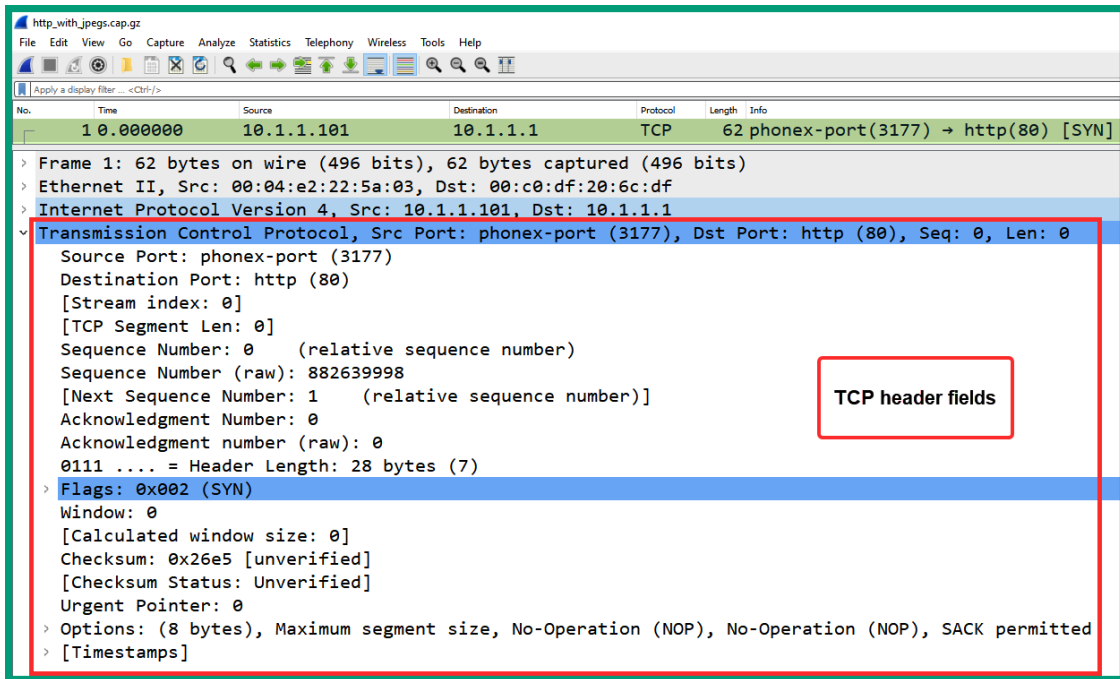 http_with_jpegs.cap.gz
File Edit View Go Capture Analyze Statistics Telephony Wireless Tools Help
Apply a display filter ... <Ctrl-/>
No. Time Source Destination Protocol Length Info
1 0.000000 10.1.1.101 10.1.1.1 TCP 62 phonex-port(3177) → http(80) [SYN]
Frame 1: 62 bytes on wire (496 bits), 62 bytes captured (496 bits)
Ethernet II, Src: 00:04:e2:22:5a:03, Dst: 00:c0:df:20:6c:df
Internet Protocol Version 4, Src: 10.1.1.101, Dst: 10.1.1.1
Transmission Control Protocol, Src Port: phonex-port (3177), Dst Port: http (80), Seq: 0, Len: 0
Source Port: phonex-port (3177)
Destination Port: http (80)
[Stream index: 0]
[TCP Segment Len: 0]
Sequence Number: 0 (relative sequence number)
Sequence Number (raw): 882639998
[Next Sequence Number: 1 (relative sequence number)]
TCP header fields
Acknowledgment Number: 0
Acknowledgment number (raw): 0
0111 .... = Header Length: 28 bytes (7)
Flags: 0x002 (SYN)
Window: 0
[Calculated window size: 0]
Checksum: 0x26e5 [unverified]
[Checksum Status: Unverified]
Urgent Pointer: 0
Options: (8 bytes), Maximum segment size, No-Operation (NOP), No-Operation (NOP), SACK permitted
[Timestamps]